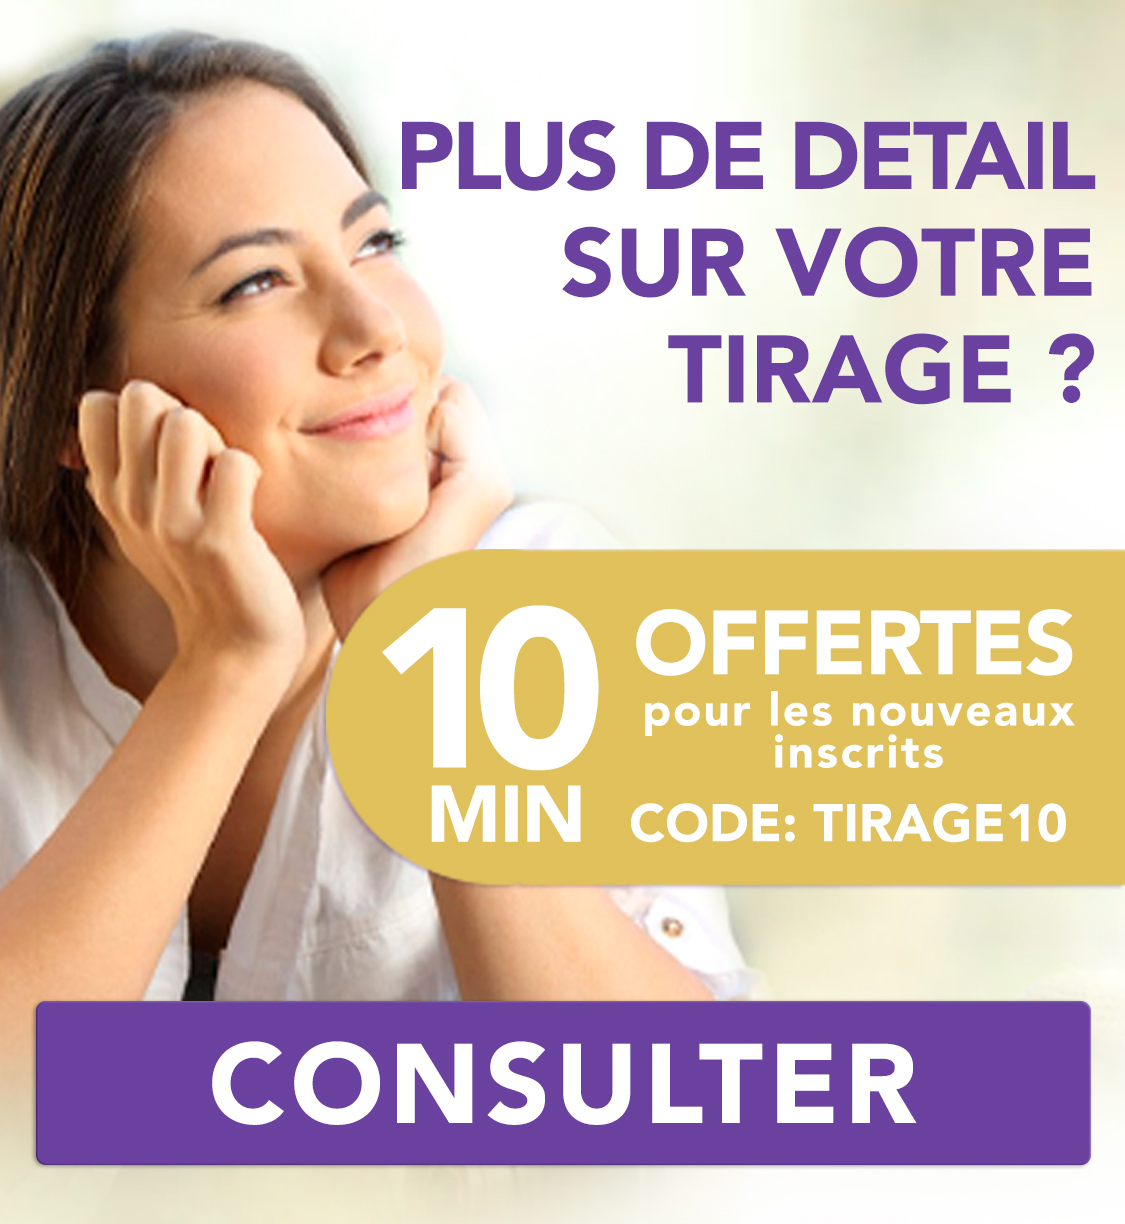 PLUS DE DETAIL
SUR VOTRE
TIRAGE ?
10
MIN
OFFERTES
pour les nouveaux
inscrits
CODE: TIRAGE10
CONSULTER